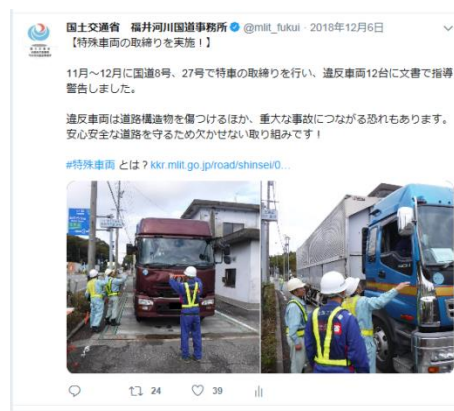 国土交通省 福井河川国道事務所 @mlit_fukui · 2018年12月6日
【特殊車両の取締りを実施！】
11月～12月に国道8号、27号で特車の取締りを行い、違反車両12台に文書で指導
警告しました。
違反車両は道路構造物を傷つけるほか、重大な事故につながる恐れもあります。
安心安全な道路を守るため欠かせない取り組みです！
#特殊車両 とは？kkr.mlit.go.jp/road/shinsei/0...
24
39